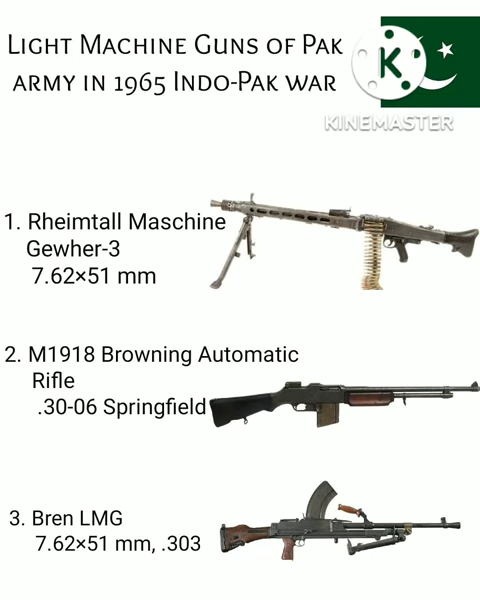 Light Machine Guns of Pak
army in 1965 Indo-Pak war
K
KINEMASTER
1. Rheimtall Maschine
Gewher-3
7.62×51 mm
2. M1918 Browning Automatic
Rifle
.30-06 Springfield
3. Bren LMG
7.62×51 mm, .303